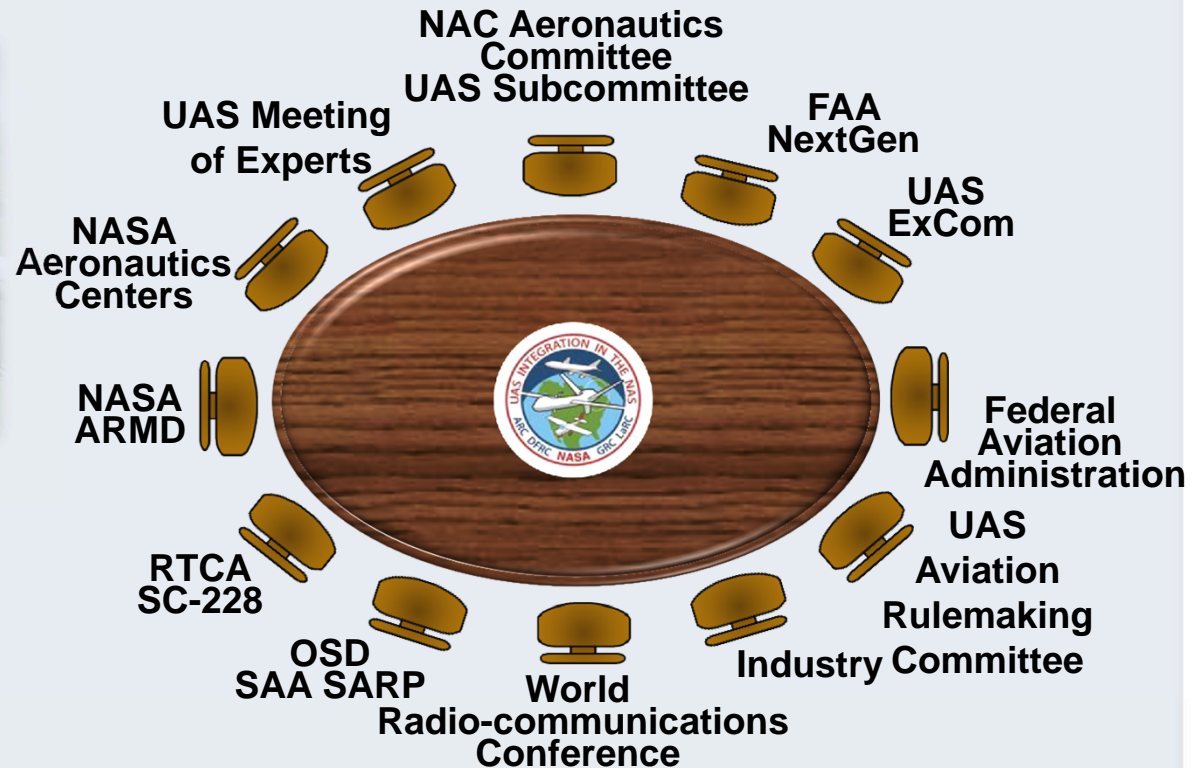 NAC Aeronautics
Committee
UAS Subcommittee
UAS Meeting
of Experts
FAA
NextGen
UAS
ExCom
NASA
Aeronautics
Centers
NASA
ARMD
UAS INTEGRATION IN THE NAS
ARC DFRC NASA GRC LaRC
Federal
Aviation
Administration
UAS
Aviation
Rulemaking
Committee
RTCA
SC-228
OSD
SAA SARP
World
Radio-communications
Conference
Industry